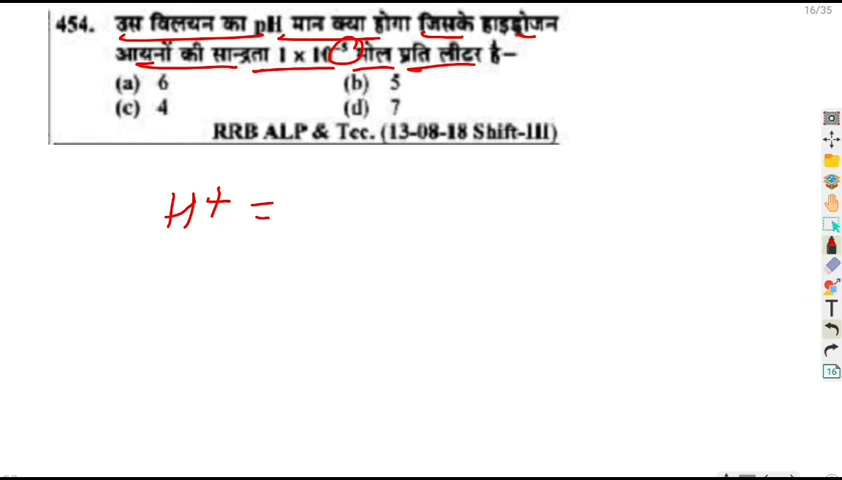 16/35
454. उस विलयन का pH मान क्या होगा जिसके हाइड्रोजन
आयनों की सान्द्रता 1 × 10⁻⁵ मोल प्रति लीटर है–
(a) 6 (b) 5
(c) 4 (d) 7
RRB ALP & Tec. (13-08-18 Shift-III)
H+ =
T
16